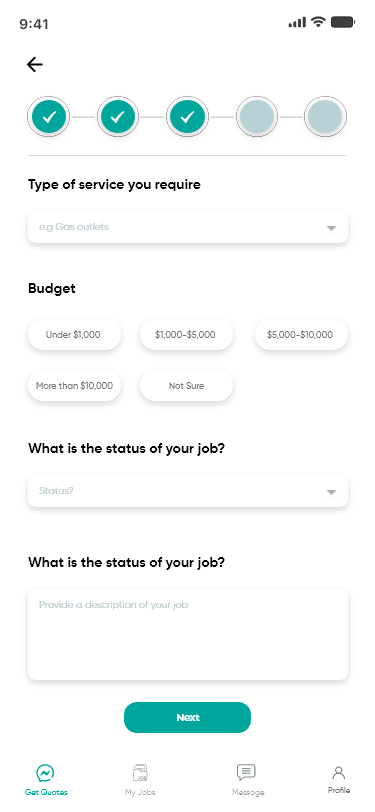 9:41
Type of service you require
e.g Gas outlets
Budget
Under $1,000
$1,000-$5,000
$5,000-$10,000
More than $10,000
Not Sure
What is the status of your job?
Status?
What is the status of your job?
Provide a description of your job
Next
Get Quotes
My Jobs
Message
Profile